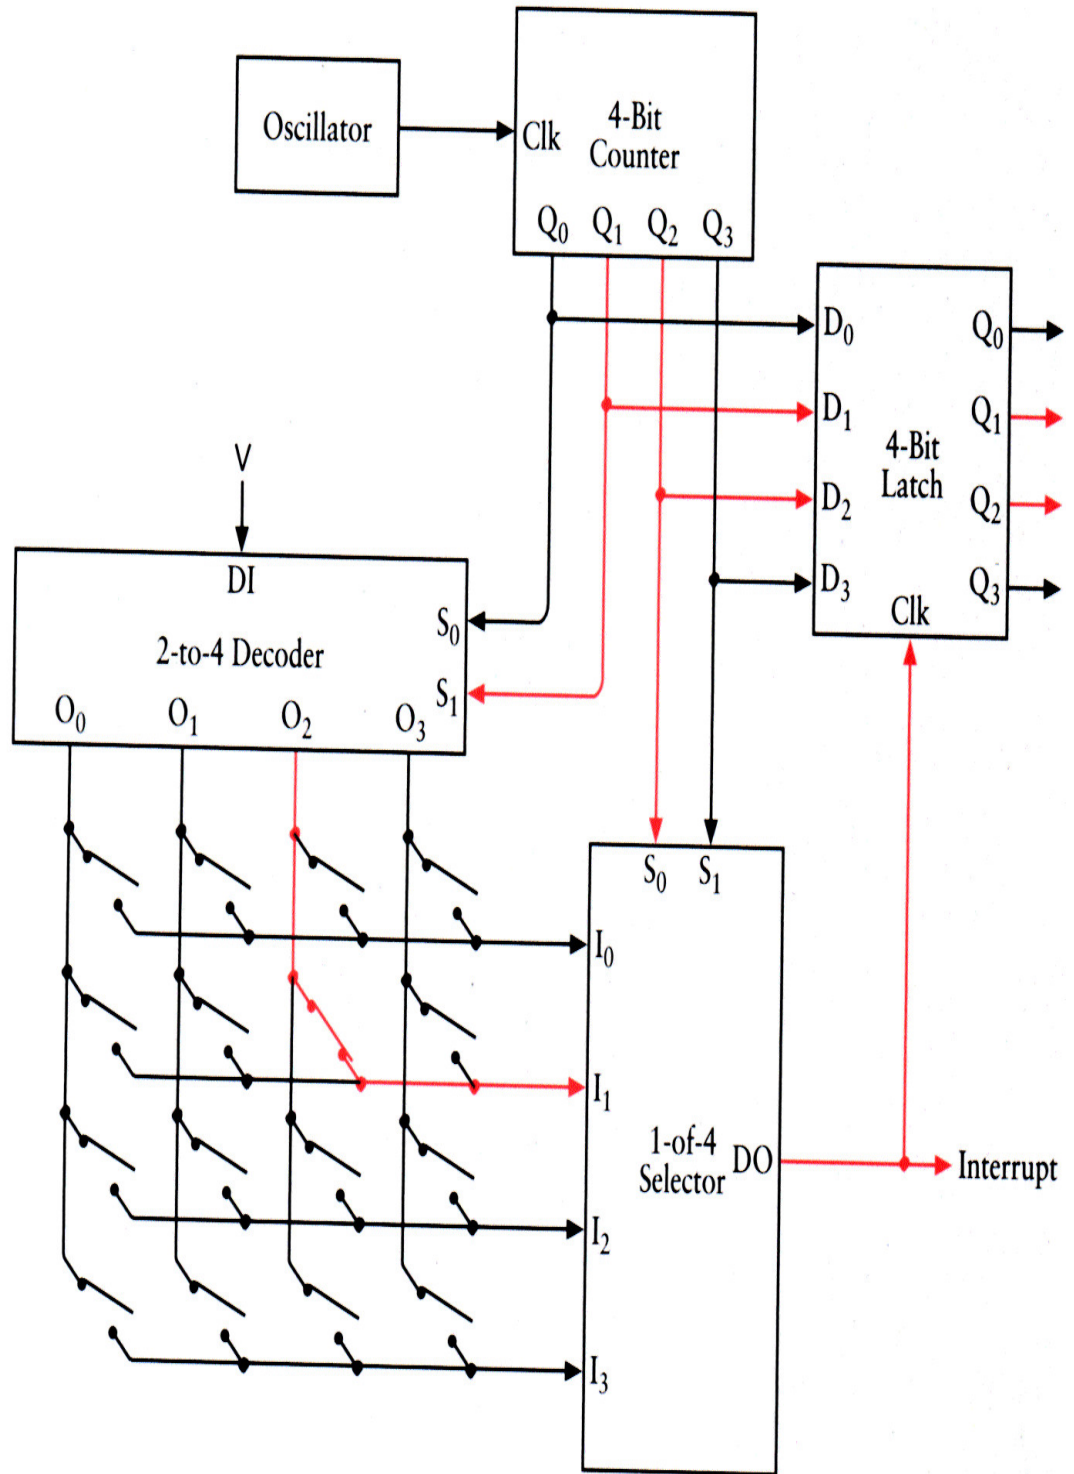 Oscillator
Clk
4-Bit
Counter
Q₀ Q₁ Q₂ Q₃
D₀
D₁
D₂
D₃
4-Bit
Latch
Q₀
Q₁
Q₂
Q₃
Clk
V
DI
2-to-4 Decoder
S₀
S₁
O₀ O₁ O₂ O₃
S₀ S₁
I₀
I₁
I₂
I₃
1-of-4
Selector
DO
Interrupt